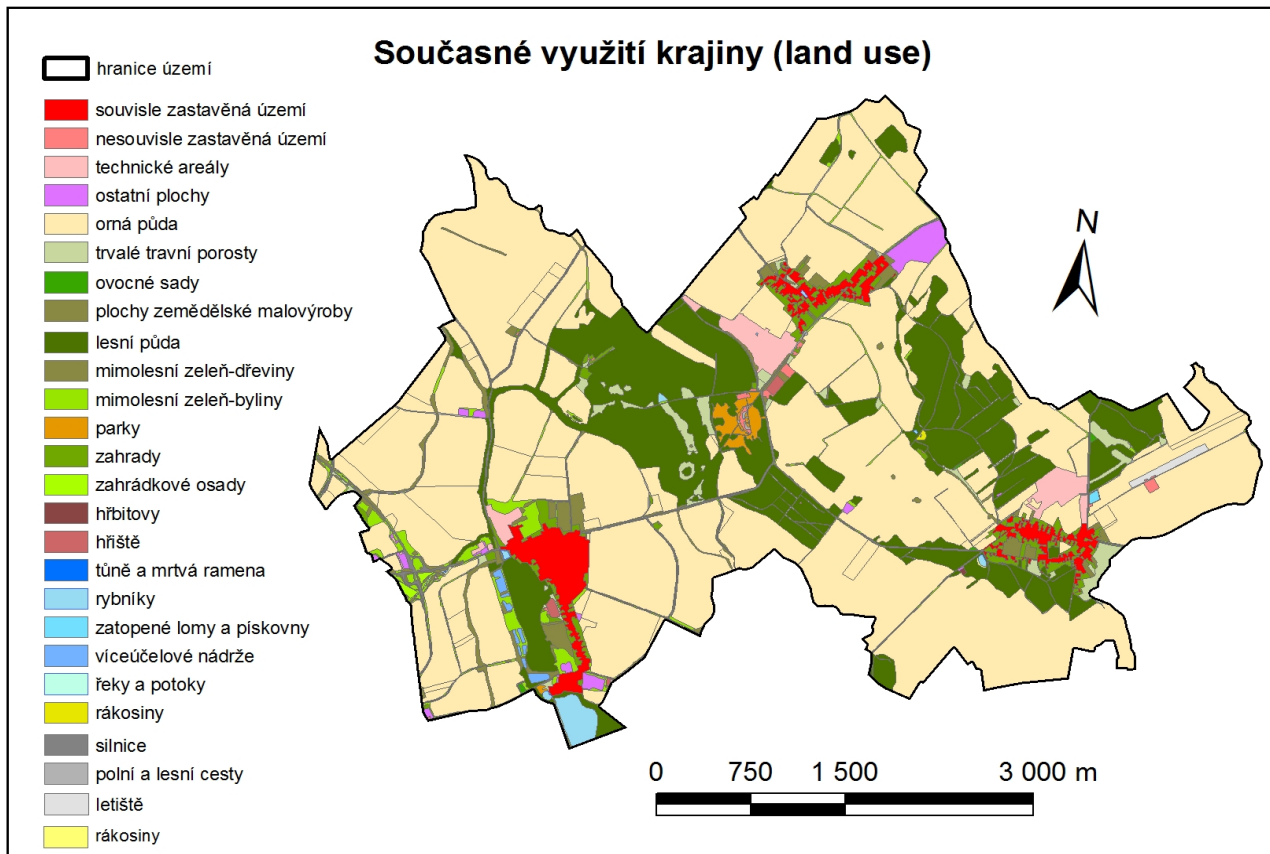 Současné využití krajiny (land use)
hranice území
souvisle zastavěná území
nesouvisle zastavěná území
technické areály
ostatní plochy
orná půda
trvalé travní porosty
ovocné sady
plochy zemědělské malovýroby
lesní půda
mimolesní zeleň-dřeviny
mimolesní zeleň-byliny
parky
zahrady
zahrádkové osady
hřbitovy
hřiště
tůně a mrtvá ramena
rybníky
zatopené lomy a pískovny
víceúčelové nádrže
řeky a potoky
rákosiny
silnice
polní a lesní cesty
letiště
rákosiny
N
0 750 1 500 3 000 m